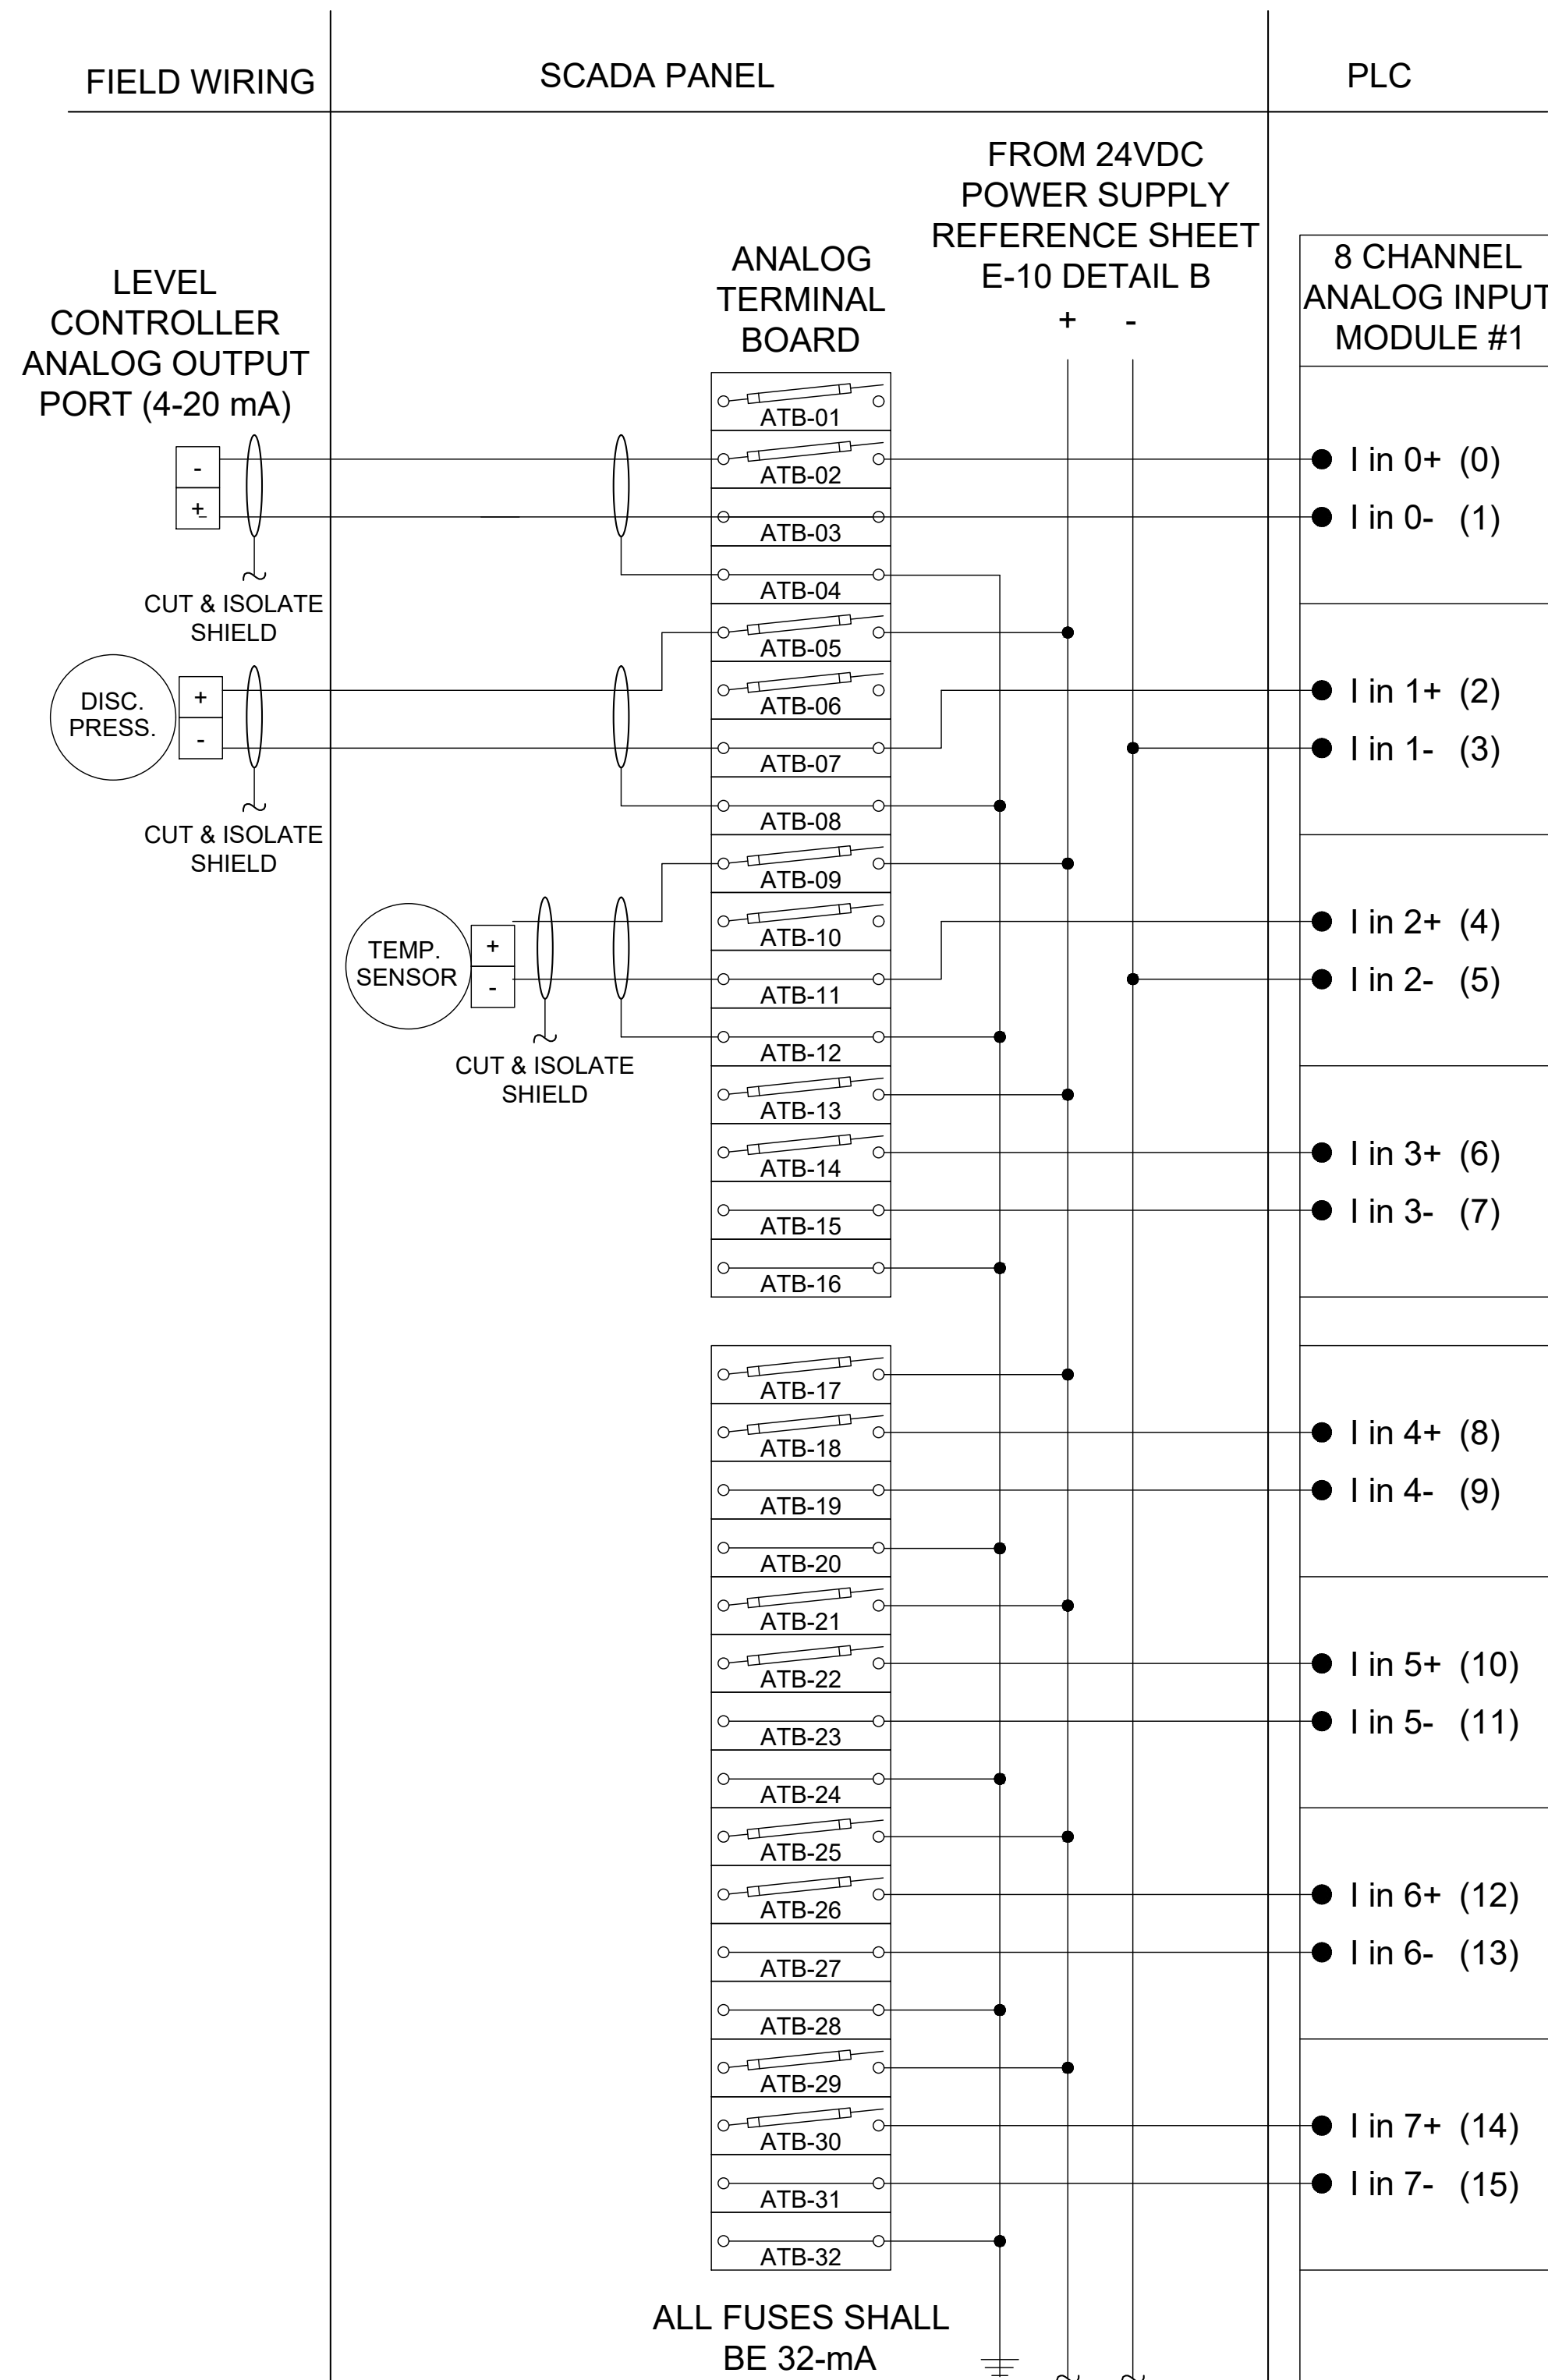 FIELD WIRING
SCADA PANEL
PLC
FROM 24VDC
POWER SUPPLY
REFERENCE SHEET
E-10 DETAIL B
+ -
ANALOG
TERMINAL
BOARD
8 CHANNEL
ANALOG INPUT
MODULE #1
LEVEL
CONTROLLER
ANALOG OUTPUT
PORT (4-20 mA)
-
+
CUT & ISOLATE
SHIELD
DISC.
PRESS.
+
-
CUT & ISOLATE
SHIELD
TEMP.
SENSOR
+
-
CUT & ISOLATE
SHIELD
ATB-01
ATB-02
ATB-03
ATB-04
ATB-05
ATB-06
ATB-07
ATB-08
ATB-09
ATB-10
ATB-11
ATB-12
ATB-13
ATB-14
ATB-15
ATB-16
ATB-17
ATB-18
ATB-19
ATB-20
ATB-21
ATB-22
ATB-23
ATB-24
ATB-25
ATB-26
ATB-27
ATB-28
ATB-29
ATB-30
ATB-31
ATB-32
I in 0+ (0)
I in 0- (1)
I in 1+ (2)
I in 1- (3)
I in 2+ (4)
I in 2- (5)
I in 3+ (6)
I in 3- (7)
I in 4+ (8)
I in 4- (9)
I in 5+ (10)
I in 5- (11)
I in 6+ (12)
I in 6- (13)
I in 7+ (14)
I in 7- (15)
ALL FUSES SHALL
BE 32-mA